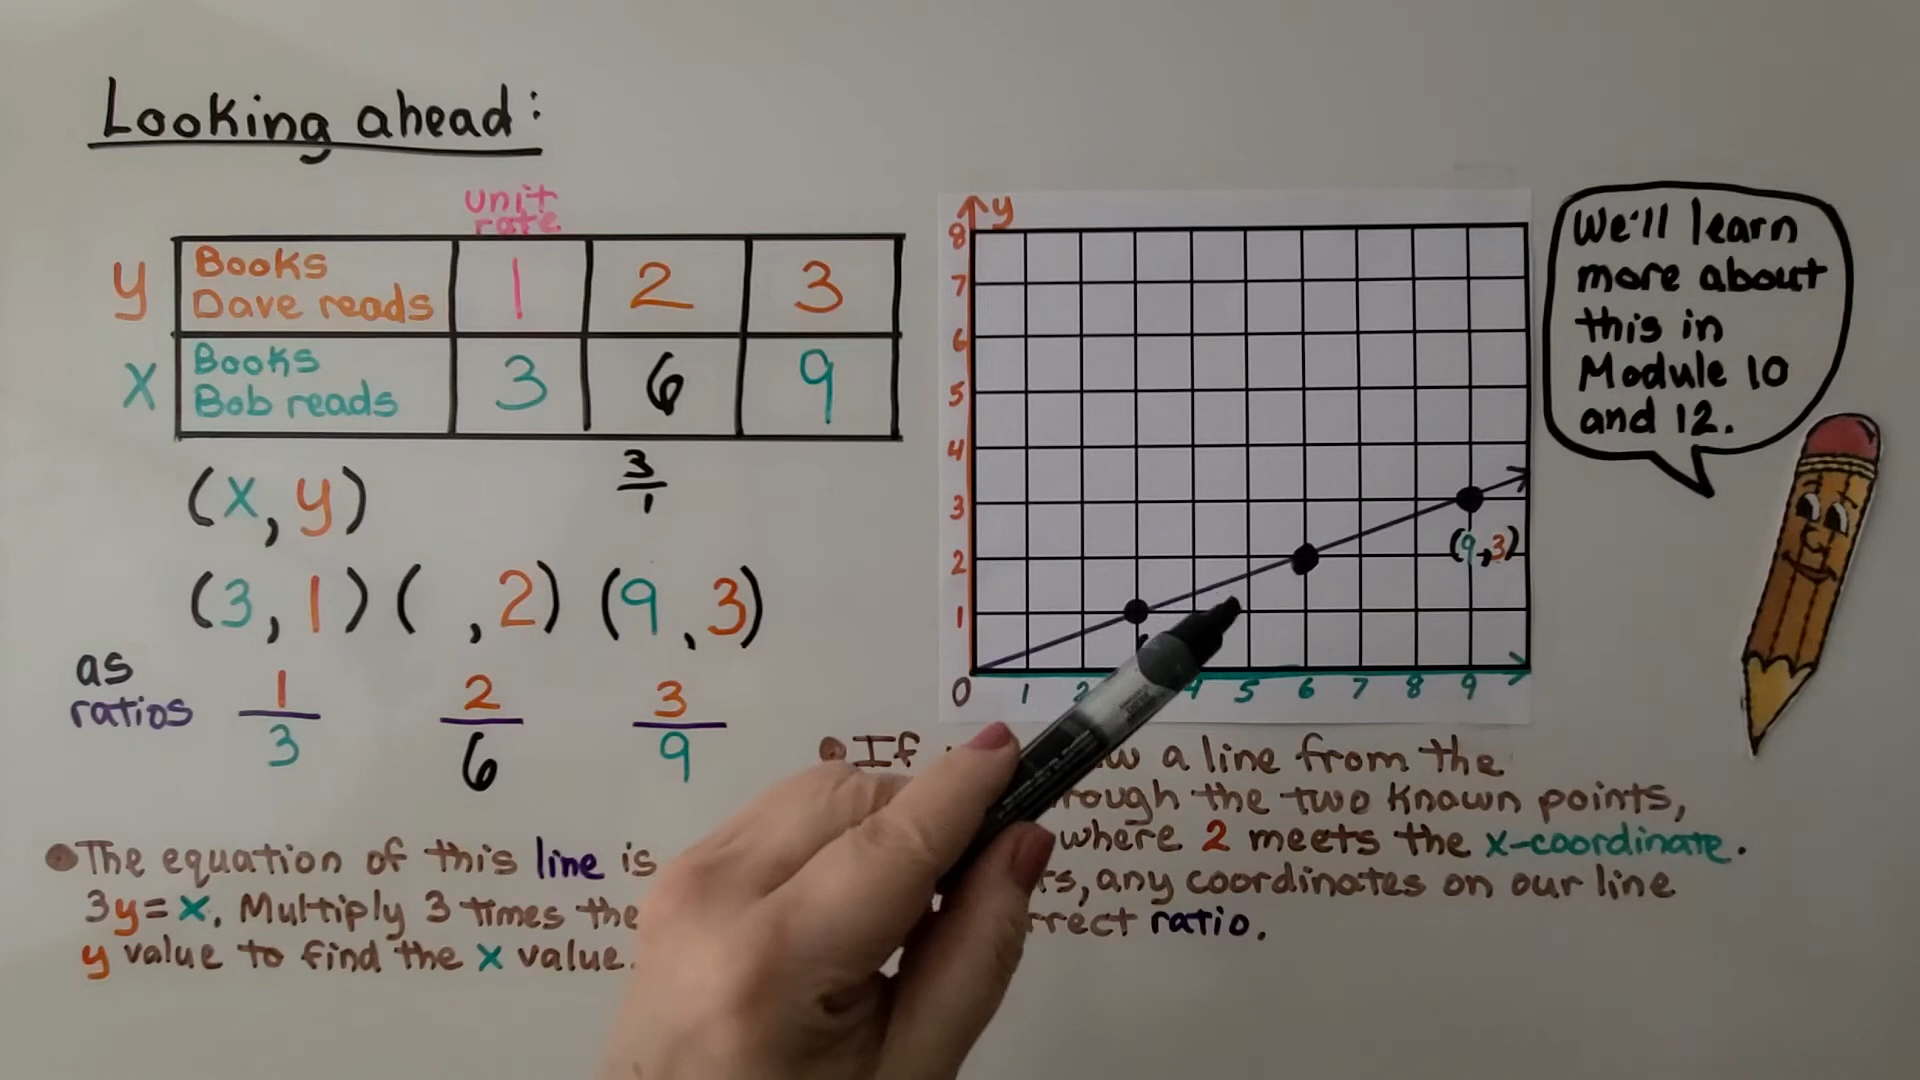 Looking ahead:
unit
rate
y Books Dave reads 1 2 3
x Books Bob reads 3 6 9
3/1
(x, y)
(3, 1) ( , 2) (9, 3)
as ratios 1/3 2/6 3/9
The equation of this line is
3y = x. Multiply 3 times the
y value to find the x value.
y
8
7
6
5
4
3
2
1
0 1 2 4 5 6 7 8 9
(9, 3)
If a line from the
the two known points,
where 2 meets the x-coordinate.
any coordinates on our line
ratio.
We'll learn
more about
this in
Module 10
and 12.